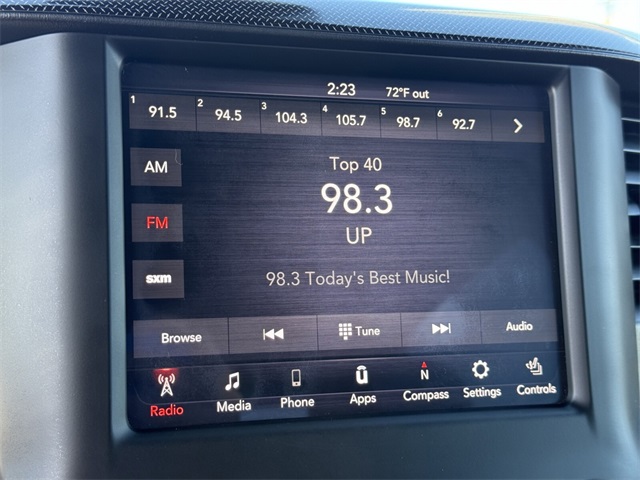 2:23 72°F out
1 91.5 2 94.5 3 104.3 4 105.7 5 98.7 6 92.7
AM
Top 40
98.3
FM
UP
sxm
98.3 Today's Best Music!
Browse Tune Audio
N
Radio Media Phone Apps Compass Settings Controls